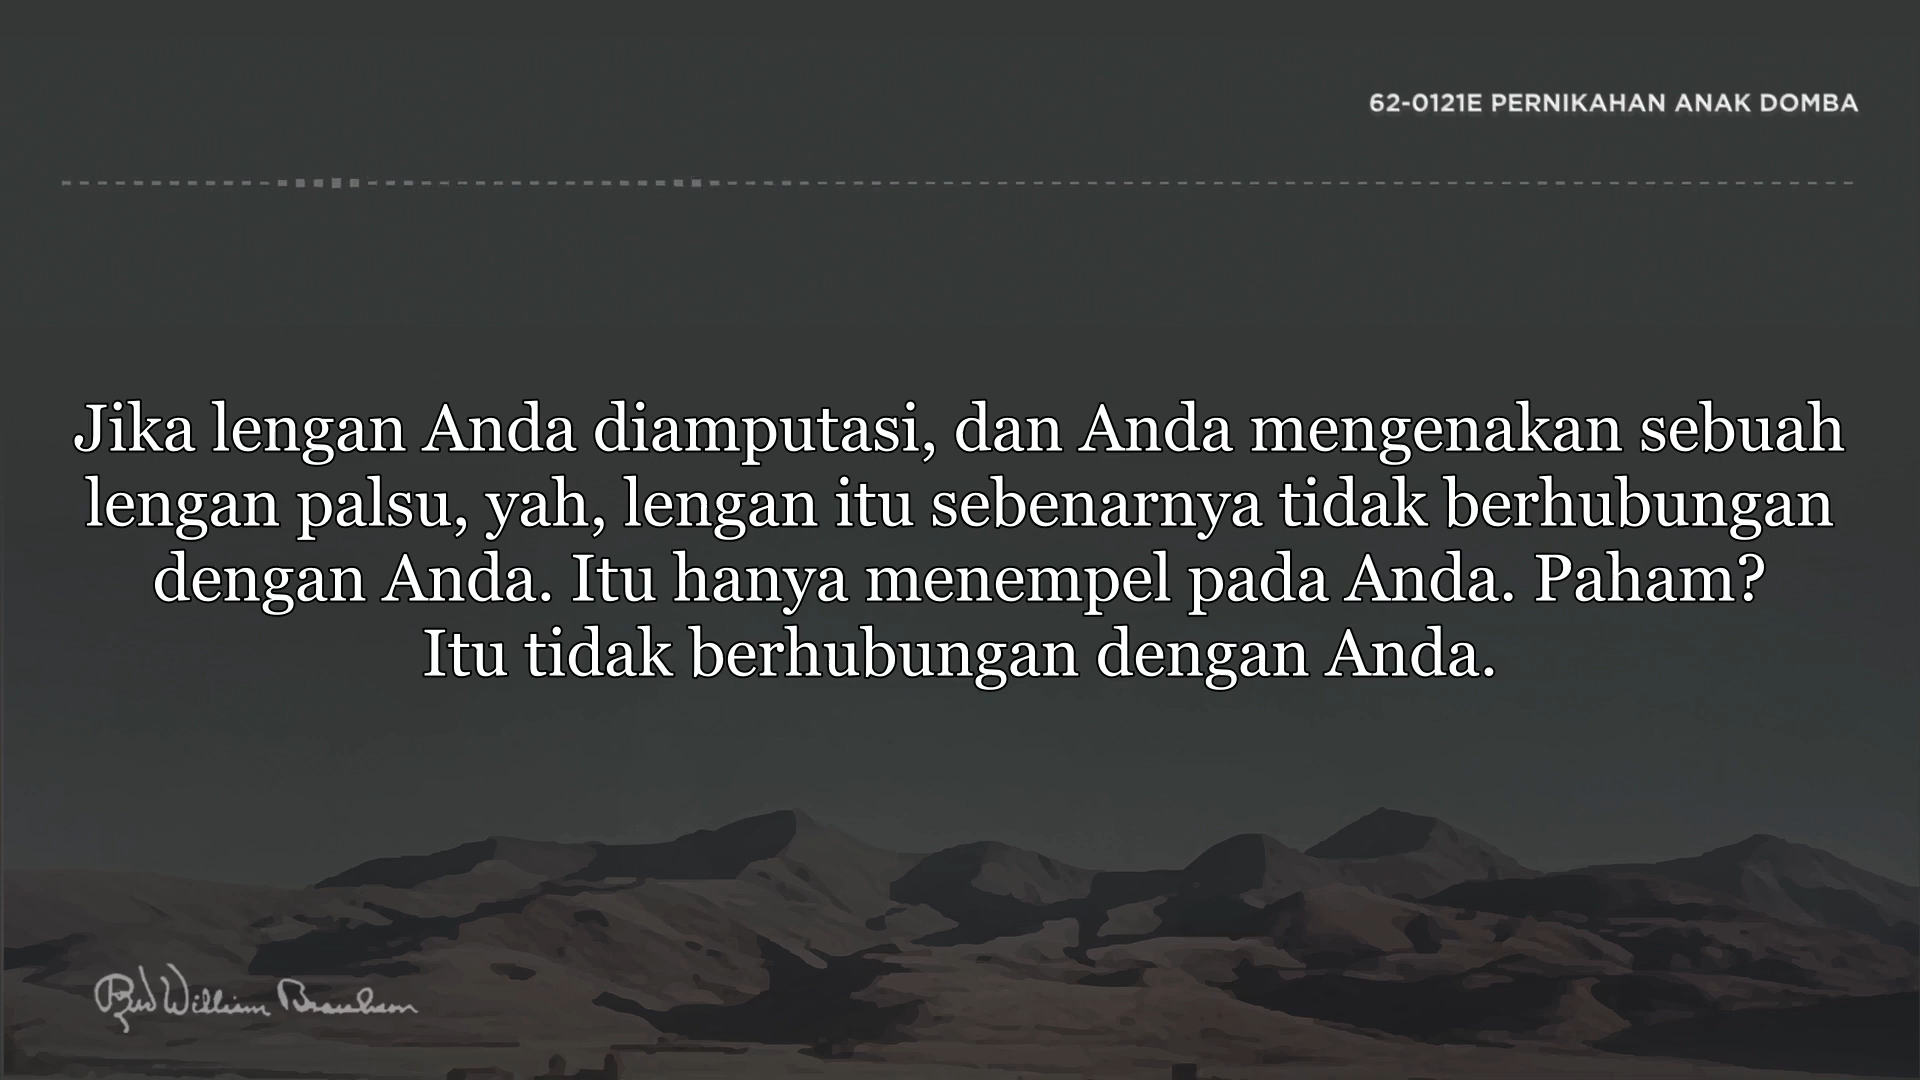 62-0121E PERNIKAHAN ANAK DOMBA
Jika lengan Anda diamputasi, dan Anda mengenakan sebuah
lengan palsu, yah, lengan itu sebenarnya tidak berhubungan
dengan Anda. Itu hanya menempel pada Anda. Paham?
Itu tidak berhubungan dengan Anda.
Rev William Branham